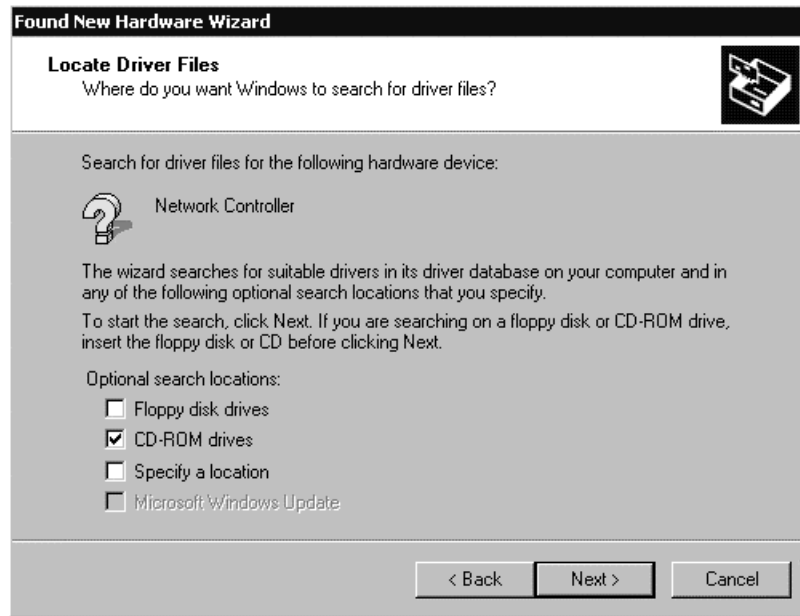 Found New Hardware Wizard
Locate Driver Files
Where do you want Windows to search for driver files?
Search for driver files for the following hardware device:
Network Controller
The wizard searches for suitable drivers in its driver database on your computer and in
any of the following optional search locations that you specify.
To start the search, click Next. If you are searching on a floppy disk or CD-ROM drive,
insert the floppy disk or CD before clicking Next.
Optional search locations:
Floppy disk drives
CD-ROM drives
Specify a location
Microsoft Windows Update
< Back Next > Cancel